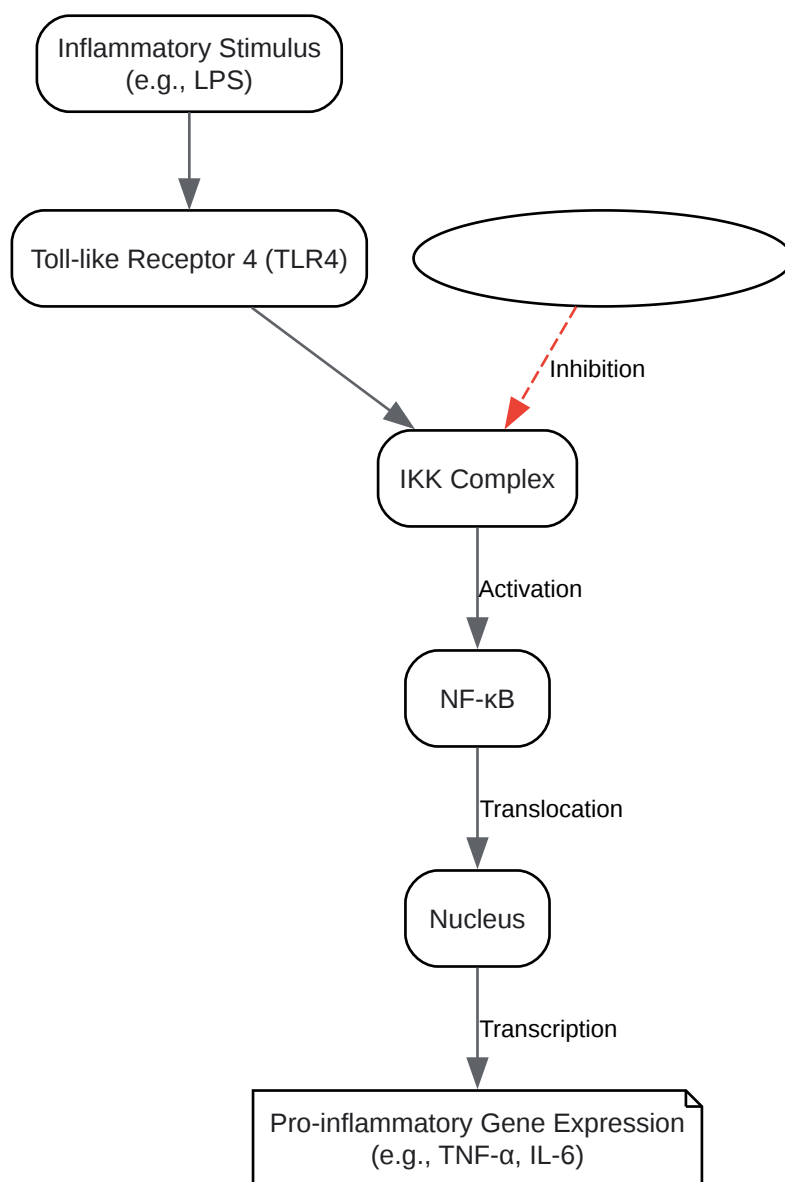 Inflammatory Stimulus
(e.g., LPS)
Toll-like Receptor 4 (TLR4)
Inhibition
IKK Complex
Activation
NF-κB
Translocation
Nucleus
Transcription
Pro-inflammatory Gene Expression
(e.g., TNF-α, IL-6)